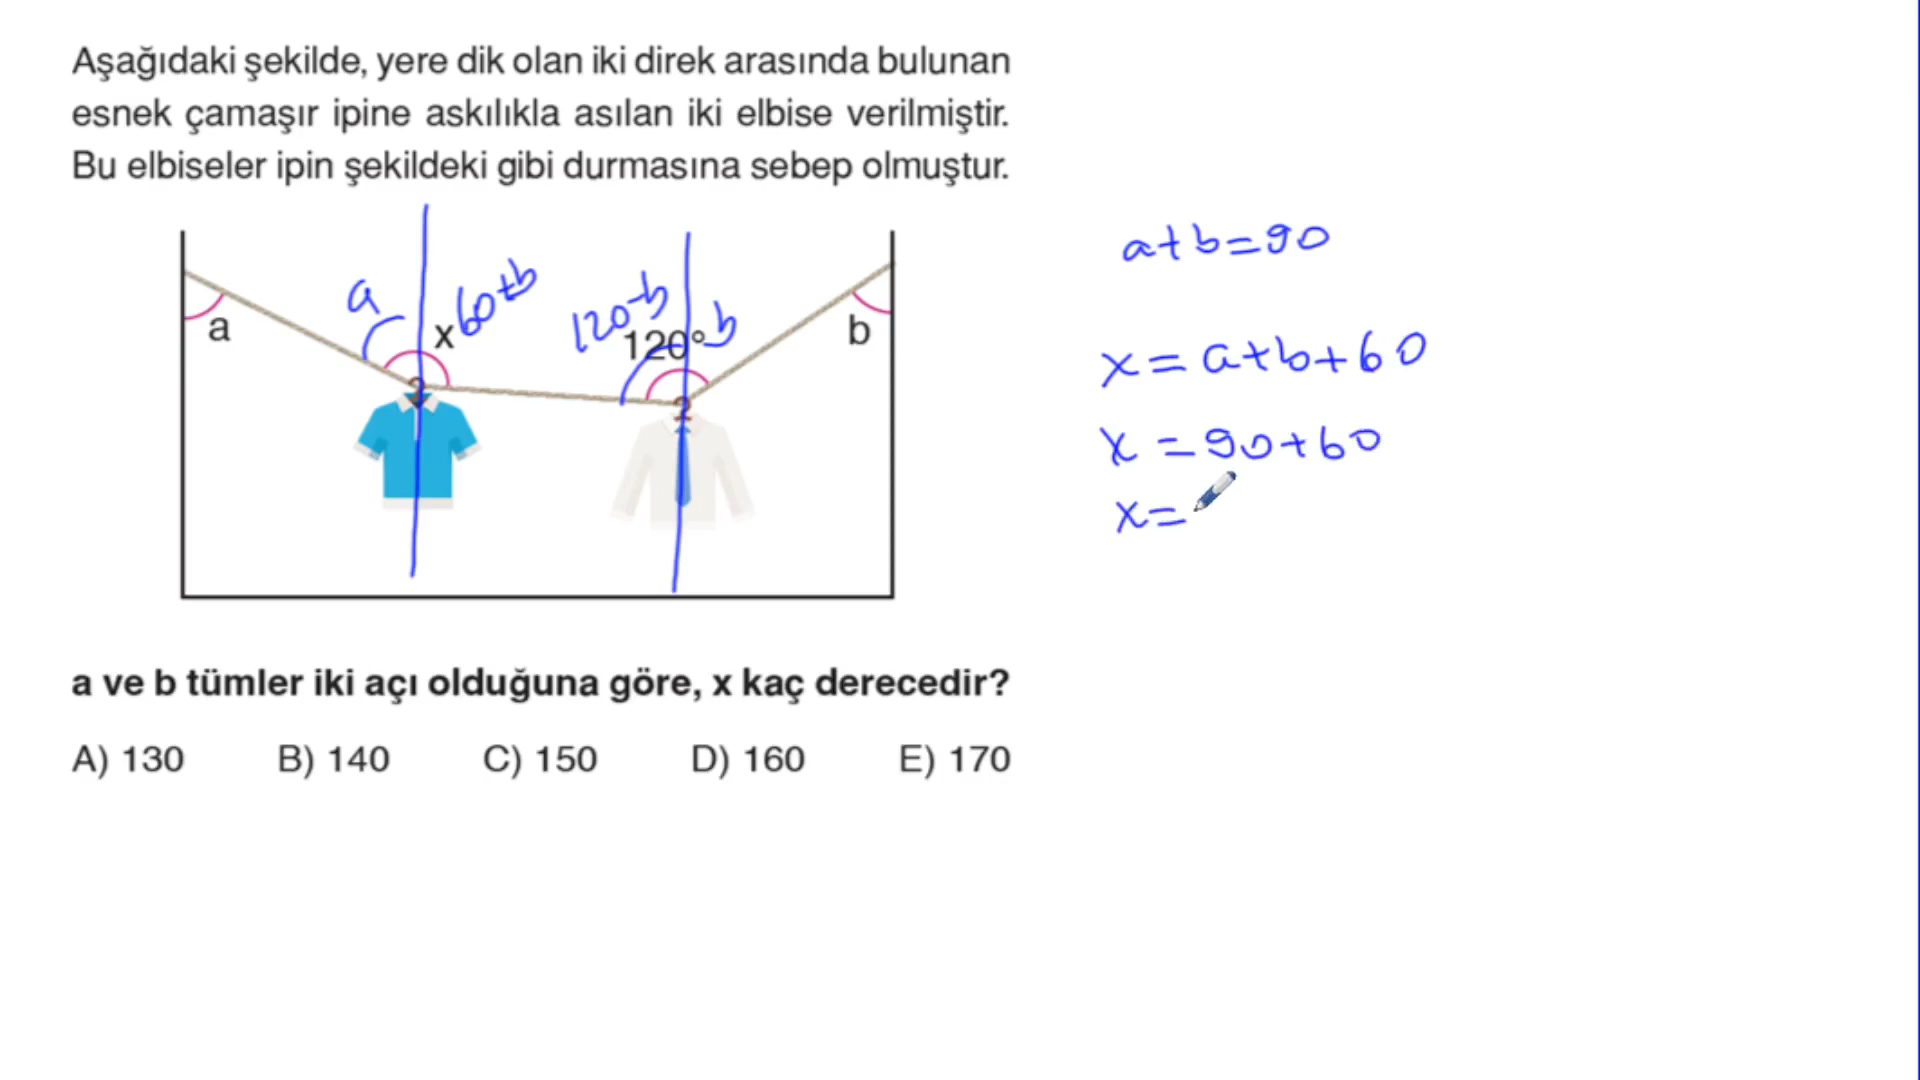 Aşağıdaki şekilde, yere dik olan iki direk arasında bulunan
esnek çamaşır ipine askılıkla asılan iki elbise verilmiştir.
Bu elbiseler ipin şekildeki gibi durmasına sebep olmuştur.
a
a
x
60+b
120-b
120°
b
b
a+b=90
x=a+b+60
x=90+60
x=
a ve b tümler iki açı olduğuna göre, x kaç derecedir?
A) 130 B) 140 C) 150 D) 160 E) 170